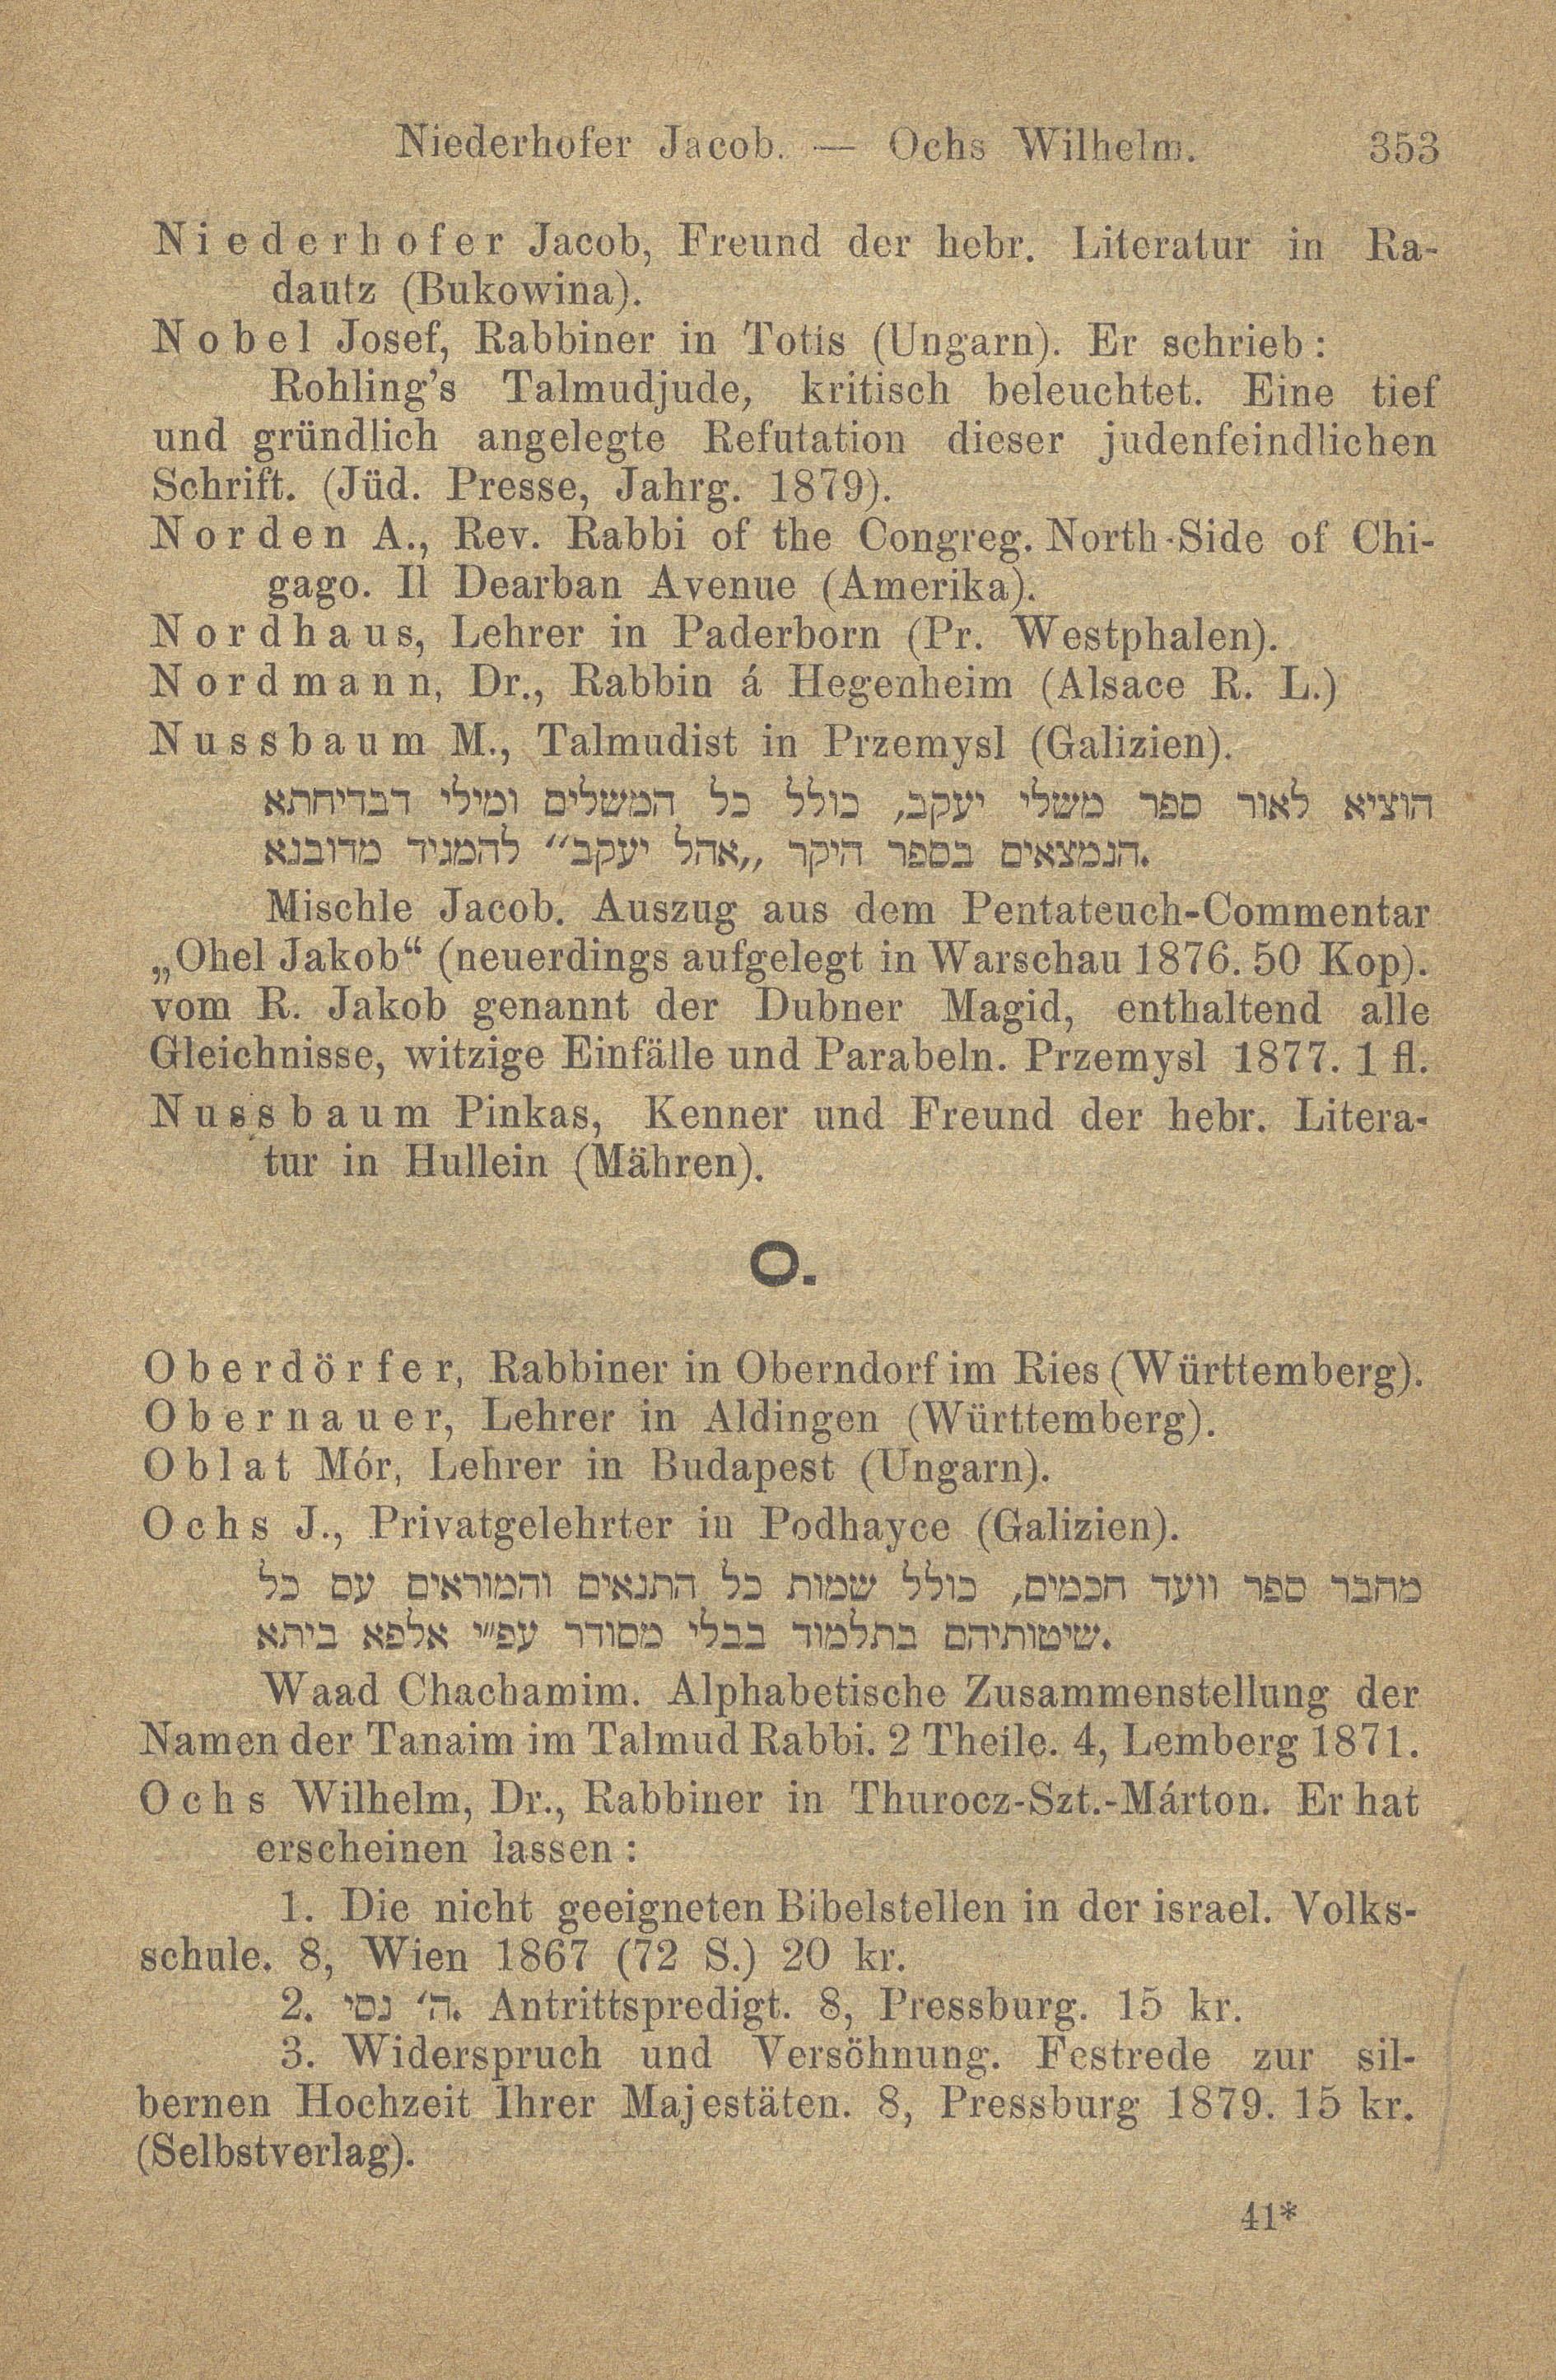 Niederhofer Jacob. — Ochs Wilhelm. 353
Niederhofer Jacob, Freund der hebr. Literatur in Ra-
dautz (Bukowina).
Nobel Josef, Rabbiner in Totis (Ungarn). Er schrieb:
Rohling's Talmudjude, kritisch beleuchtet. Eine tief
und gründlich angelegte Refutation dieser judenfeindlichen
Schrift. (Jüd. Presse, Jahrg. 1879).
Norden A., Rev. Rabbi of the Congreg. North-Side of Chi-
gago. Il Dearban Avenue (Amerika).
Nordhaus, Lehrer in Paderborn (Pr. Westphalen).
Nordmann, Dr., Rabbin á Hegenheim (Alsace R. L.)
Nussbaum M., Talmudist in Przemysl (Galizien).
הוציא לאור ספר משלי יעקב, כולל כל המשלים ומילי דבדיחתא
הנמצאים בספר היקר „אהל יעקב“ להמגיד מדובנא.
Mischle Jacob. Auszug aus dem Pentateuch-Commentar
„Ohel Jakob“ (neuerdings aufgelegt in Warschau 1876. 50 Kop).
vom R. Jakob genannt der Dubner Magid, enthaltend alle
Gleichnisse, witzige Einfälle und Parabeln. Przemysl 1877. 1 fl.
Nussbaum Pinkas, Kenner und Freund der hebr. Litera-
tur in Hullein (Mähren).
O.
Oberdörfer, Rabbiner in Oberndorf im Ries (Württemberg).
Obernauer, Lehrer in Aldingen (Württemberg).
Oblat Mór, Lehrer in Budapest (Ungarn).
Ochs J., Privatgelehrter in Podhayce (Galizien).
מחבר ספר וועד חכמים, כולל שמות כל התנאים והמוראים עם כל
שיטותיהם בתלמוד בבלי מסודר עפ״י אלפא ביתא.
Waad Chachamim. Alphabetische Zusammenstellung der
Namen der Tanaim im Talmud Rabbi. 2 Theile. 4, Lemberg 1871.
Ochs Wilhelm, Dr., Rabbiner in Thurocz-Szt.-Márton. Er hat
erscheinen lassen:
1. Die nicht geeigneten Bibelstellen in der israel. Volks-
schule. 8, Wien 1867 (72 S.) 20 kr.
2. ה׳ נסי. Antrittspredigt. 8, Pressburg. 15 kr.
3. Widerspruch und Versöhnung. Festrede zur sil-
bernen Hochzeit Ihrer Majestäten. 8, Pressburg 1879. 15 kr.
(Selbstverlag).
41*